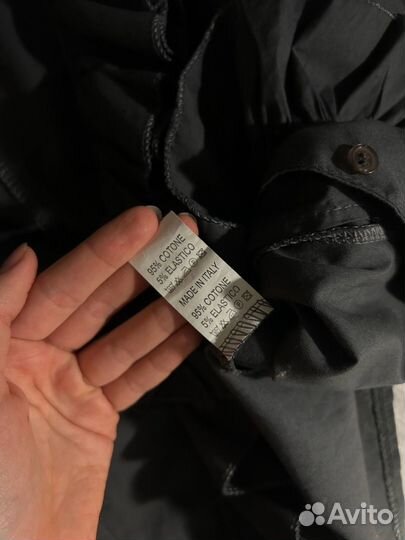 95% COTONE
5% ELASTICO
MADE IN ITALY
95% COTONE
5% ELASTICO
Avito